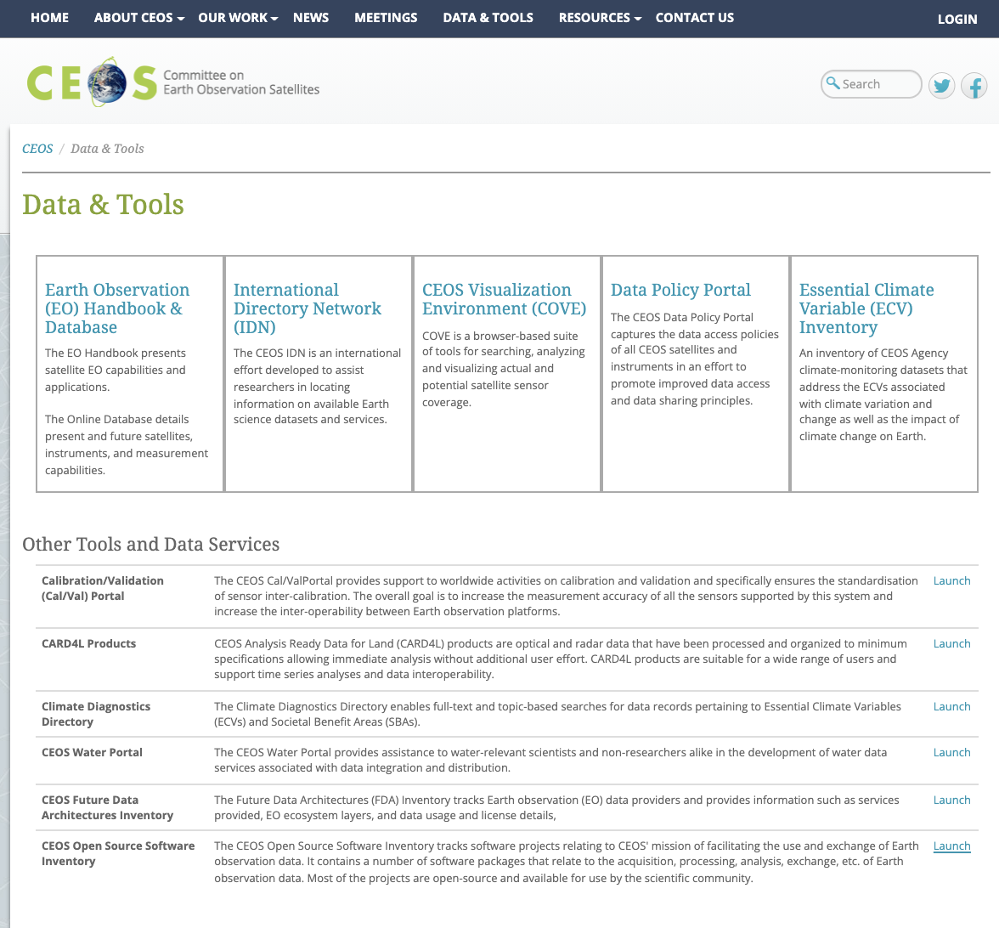 HOME ABOUT CEOS OUR WORK NEWS MEETINGS DATA & TOOLS RESOURCES CONTACT US LOGIN
CEOS
Committee on
Earth Observation Satellites
Search
CEOS / Data & Tools
Data & Tools
Earth Observation
(EO) Handbook &
Database
The EO Handbook presents
satellite EO capabilities and
applications.
The Online Database details
present and future satellites,
instruments, and measurement
capabilities.
International
Directory Network
(IDN)
The CEOS IDN is an international
effort developed to assist
researchers in locating
information on available Earth
science datasets and services.
CEOS Visualization
Environment (COVE)
COVE is a browser-based suite
of tools for searching, analyzing
and visualizing actual and
potential satellite sensor
coverage.
Data Policy Portal
The CEOS Data Policy Portal
captures the data access policies
of all CEOS satellites and
instruments in an effort to
promote improved data access
and data sharing principles.
Essential Climate
Variable (ECV)
Inventory
An inventory of CEOS Agency
climate-monitoring datasets that
address the ECVs associated
with climate variation and
change as well as the impact of
climate change on Earth.
Other Tools and Data Services
Calibration/Validation
(Cal/Val) Portal
The CEOS Cal/ValPortal provides support to worldwide activities on calibration and validation and specifically ensures the standardisation
of sensor inter-calibration. The overall goal is to increase the measurement accuracy of all the sensors supported by this system and
increase the inter-operability between Earth observation platforms.
Launch
CARD4L Products
CEOS Analysis Ready Data for Land (CARD4L) products are optical and radar data that have been processed and organized to minimum
specifications allowing immediate analysis without additional user effort. CARD4L products are suitable for a wide range of users and
support time series analyses and data interoperability.
Launch
Climate Diagnostics
Directory
The Climate Diagnostics Directory enables full-text and topic-based searches for data records pertaining to Essential Climate Variables
(ECVs) and Societal Benefit Areas (SBAs).
Launch
CEOS Water Portal
The CEOS Water Portal provides assistance to water-relevant scientists and non-researchers alike in the development of water data
services associated with data integration and distribution.
Launch
CEOS Future Data
Architectures Inventory
The Future Data Architectures (FDA) Inventory tracks Earth observation (EO) data providers and provides information such as services
provided, EO ecosystem layers, and data usage and license details,
Launch
CEOS Open Source Software
Inventory
The CEOS Open Source Software Inventory tracks software projects relating to CEOS' mission of facilitating the use and exchange of Earth
observation data. It contains a number of software packages that relate to the acquisition, processing, analysis, exchange, etc. of Earth
observation data. Most of the projects are open-source and available for use by the scientific community.
Launch